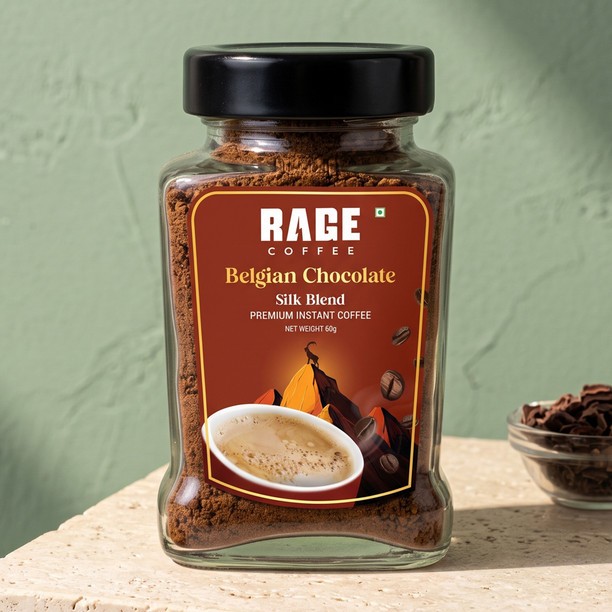 RAGE
COFFEE
Belgian Chocolate
Silk Blend
PREMIUM INSTANT COFFEE
NET WEIGHT 60g